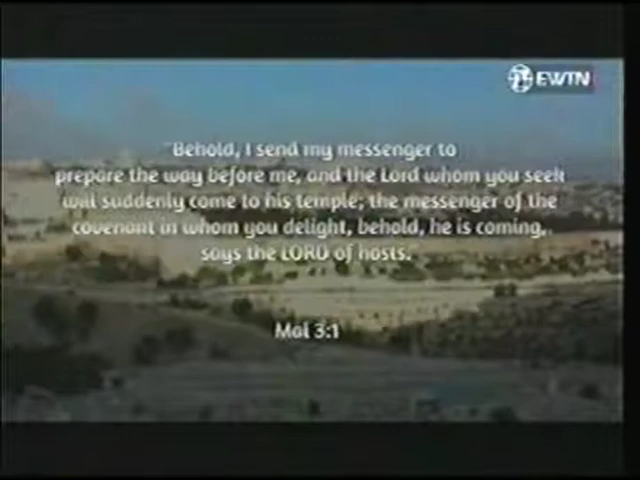 EWTN
"Behold, I send my messenger to
prepare the way before me, and the Lord whom you seek
will suddenly come to his temple; the messenger of the
covenant in whom you delight, behold, he is coming,
says the LORD of hosts."
Mal 3:1